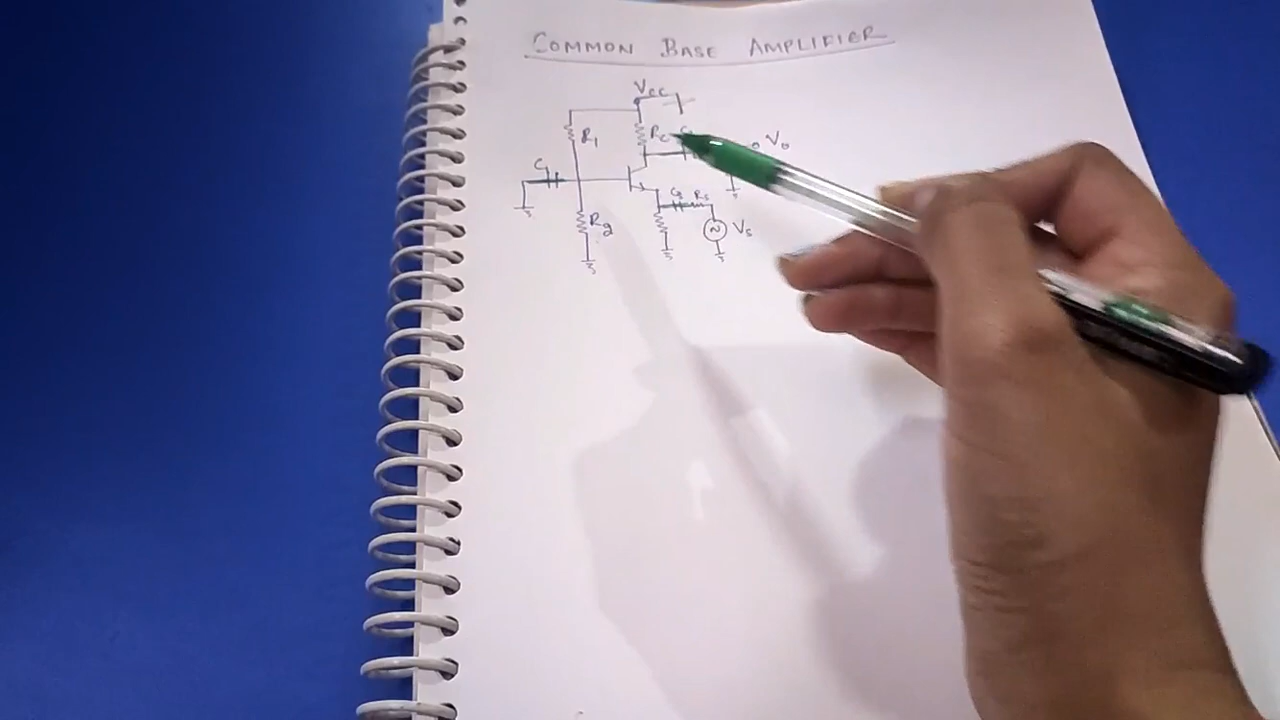 COMMON BASE AMPLIFIER
Vcc
R1 Rc Vo
C1
Rs
R2 Vs